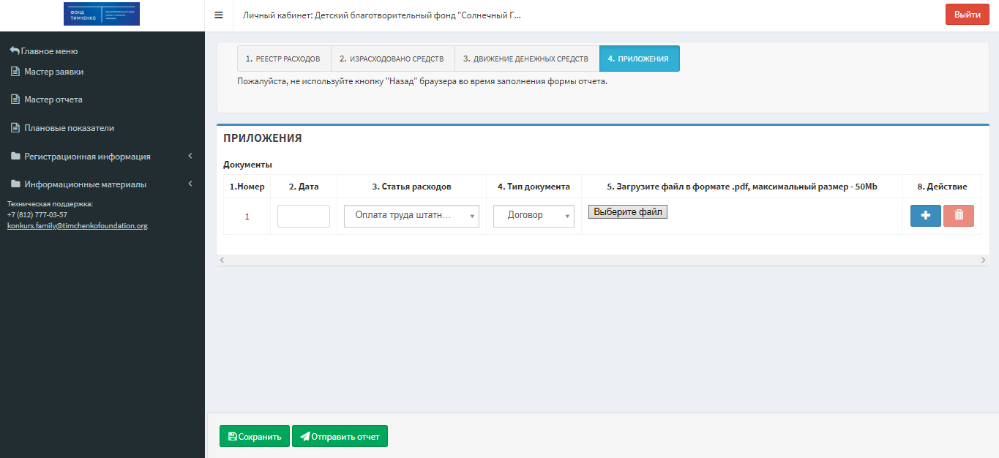 ФОНД
ТИМЧЕНКО
Личный кабинет: Детский благотворительный фонд "Солнечный Г...
Выйти
Главное меню
Мастер заявки
Мастер отчета
Плановые показатели
Регистрационная информация
Информационные материалы
Техническая поддержка:
+7 (812) 777-03-57
konkurs.family@timchenkofoundation.org
1. РЕЕСТР РАСХОДОВ
2. ИЗРАСХОДОВАНО СРЕДСТВ
3. ДВИЖЕНИЕ ДЕНЕЖНЫХ СРЕДСТВ
4. ПРИЛОЖЕНИЯ
Пожалуйста, не используйте кнопку "Назад" браузера во время заполнения формы отчета.
ПРИЛОЖЕНИЯ
Документы
1.Номер 2. Дата 3. Статья расходов 4. Тип документа 5. Загрузите файл в формате .pdf, максимальный размер - 50Mb 8. Действие
1 Оплата труда штатн... Договор Выберите файл
Сохранить Отправить отчет